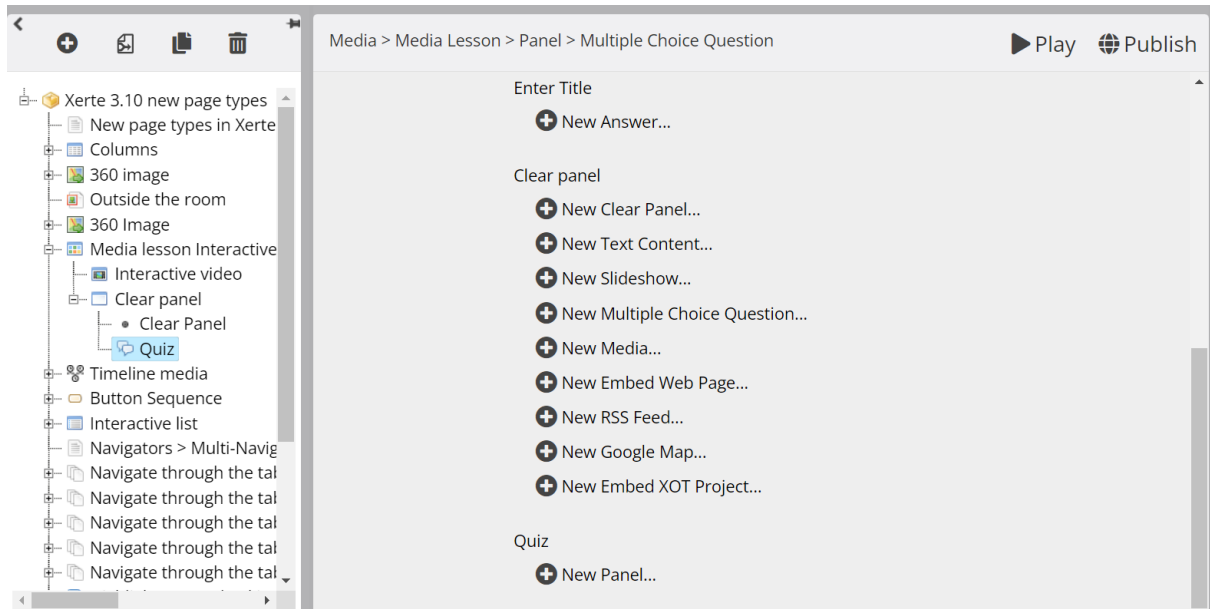 Media > Media Lesson > Panel > Multiple Choice Question
Play
Publish
Xerte 3.10 new page types
New page types in Xerte
Columns
360 image
Outside the room
360 Image
Media lesson Interactive
Interactive video
Clear panel
Clear Panel
Quiz
Timeline media
Button Sequence
Interactive list
Navigators > Multi-Navig
Navigate through the tab
Navigate through the tab
Navigate through the tab
Navigate through the tab
Navigate through the tab
Enter Title
New Answer...
Clear panel
New Clear Panel...
New Text Content...
New Slideshow...
New Multiple Choice Question...
New Media...
New Embed Web Page...
New RSS Feed...
New Google Map...
New Embed XOT Project...
Quiz
New Panel...